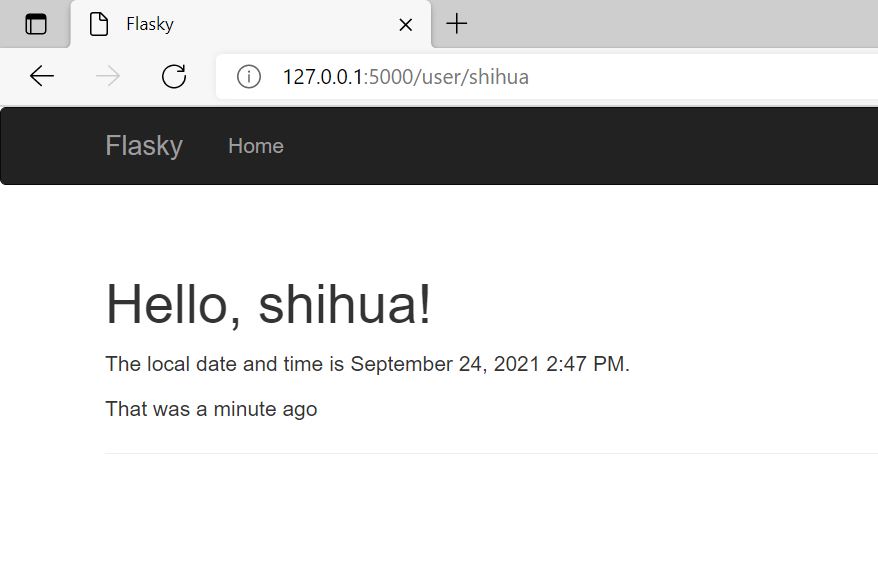 Flasky
127.0.0.1:5000/user/shihua
Flasky Home
Hello, shihua!
The local date and time is September 24, 2021 2:47 PM.
That was a minute ago